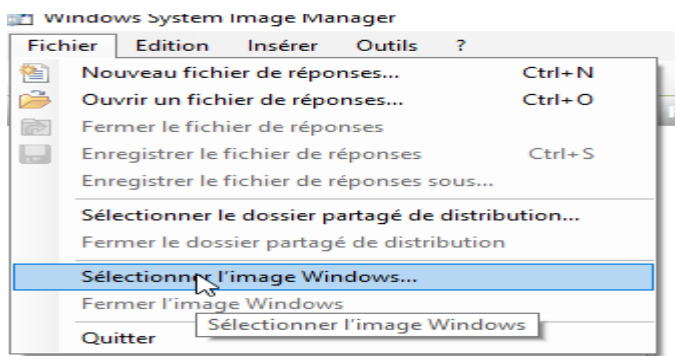 Windows System Image Manager
Fichier Edition Insérer Outils ?
Nouveau fichier de réponses... Ctrl+N
Ouvrir un fichier de réponses... Ctrl+O
Fermer le fichier de réponses
Enregistrer le fichier de réponses Ctrl+S
Enregistrer le fichier de réponses sous...
Sélectionner le dossier partagé de distribution...
Fermer le dossier partagé de distribution
Sélectionner l'image Windows...
Fermer l'image Windows
Sélectionner l'image Windows
Quitter